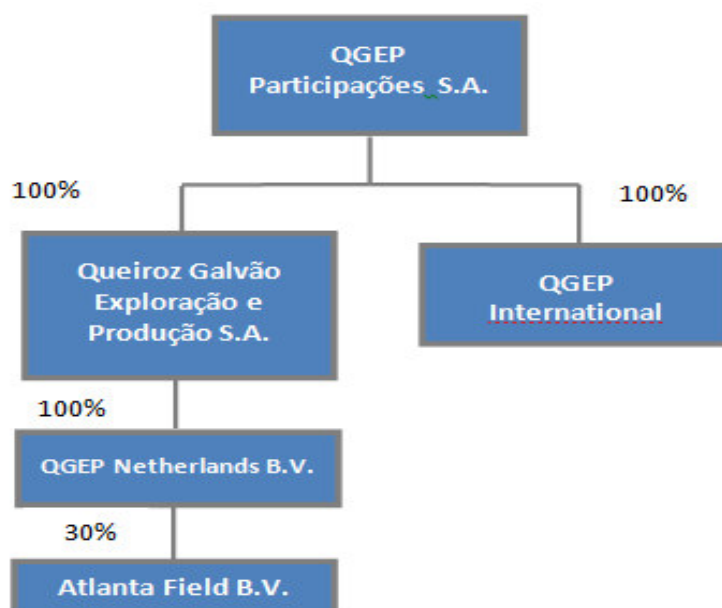 QGEP
Participações S.A.
100%
100%
Queiroz Galvão
Exploração e
Produção S.A.
QGEP
International
100%
QGEP Netherlands B.V.
30%
Atlanta Field B.V.